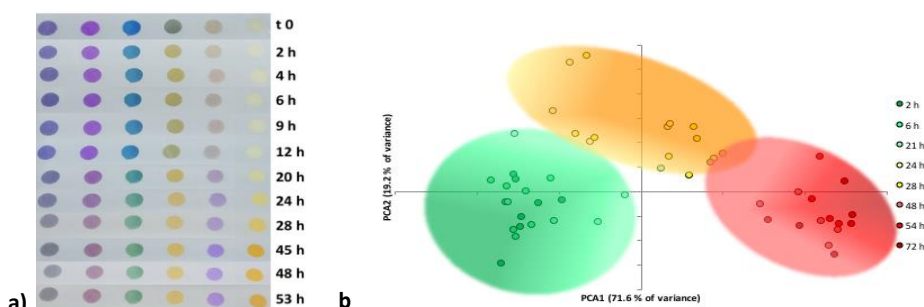 t 0
2 h
4 h
6 h
9 h
12 h
20 h
24 h
28 h
45 h
48 h
53 h
a)
PCA2 (19.2 % of variance)
PCA1 (71.6 % of variance)
2 h
6 h
21 h
24 h
28 h
48 h
54 h
72 h
b